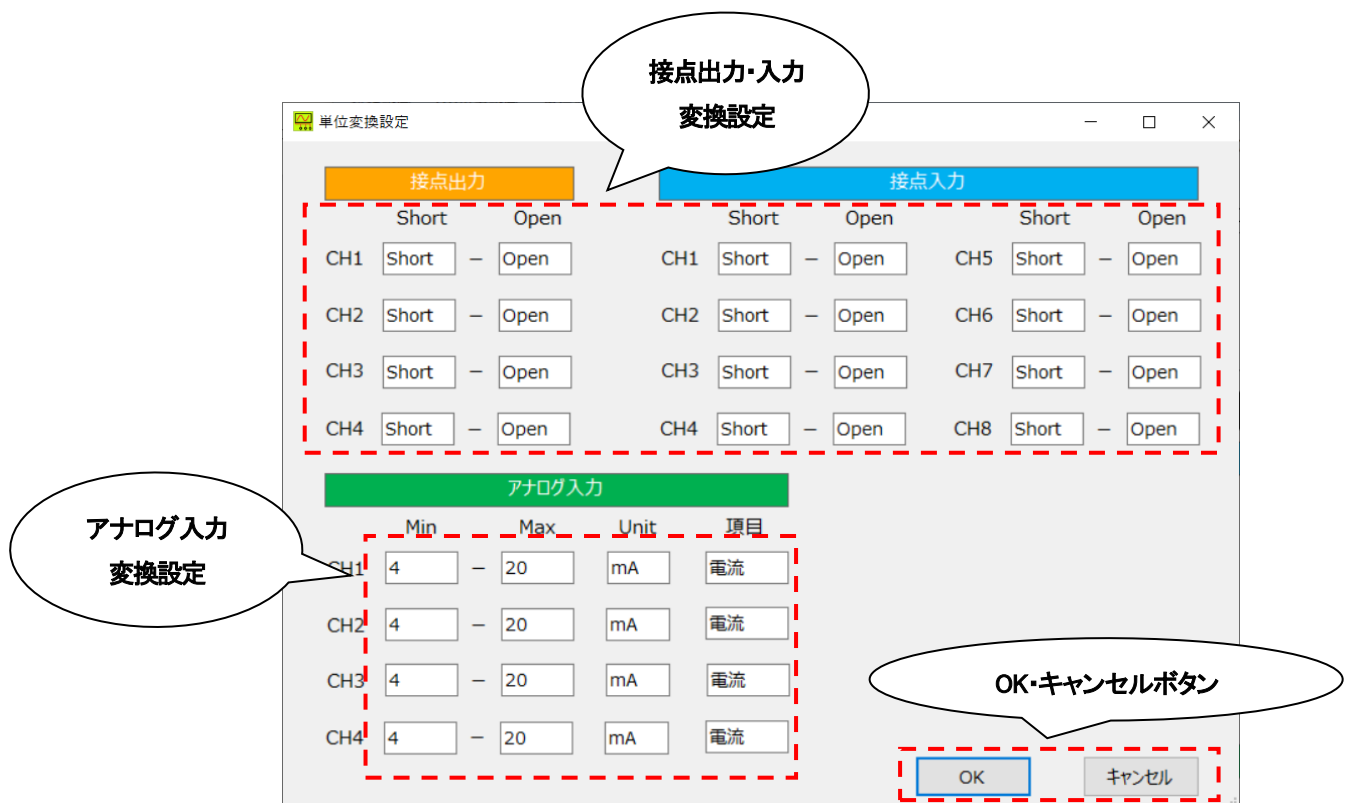 接点出力・入力
変換設定
単位変換設定
接点出力 接点入力
Short Open Short Open Short Open
CH1 Short － Open CH1 Short － Open CH5 Short － Open
CH2 Short － Open CH2 Short － Open CH6 Short － Open
CH3 Short － Open CH3 Short － Open CH7 Short － Open
CH4 Short － Open CH4 Short － Open CH8 Short － Open
アナログ入力
Min Max Unit 項目
CH1 4 － 20 mA 電流
CH2 4 － 20 mA 電流
CH3 4 － 20 mA 電流
CH4 4 － 20 mA 電流
アナログ入力
変換設定
OK・キャンセルボタン
OK キャンセル